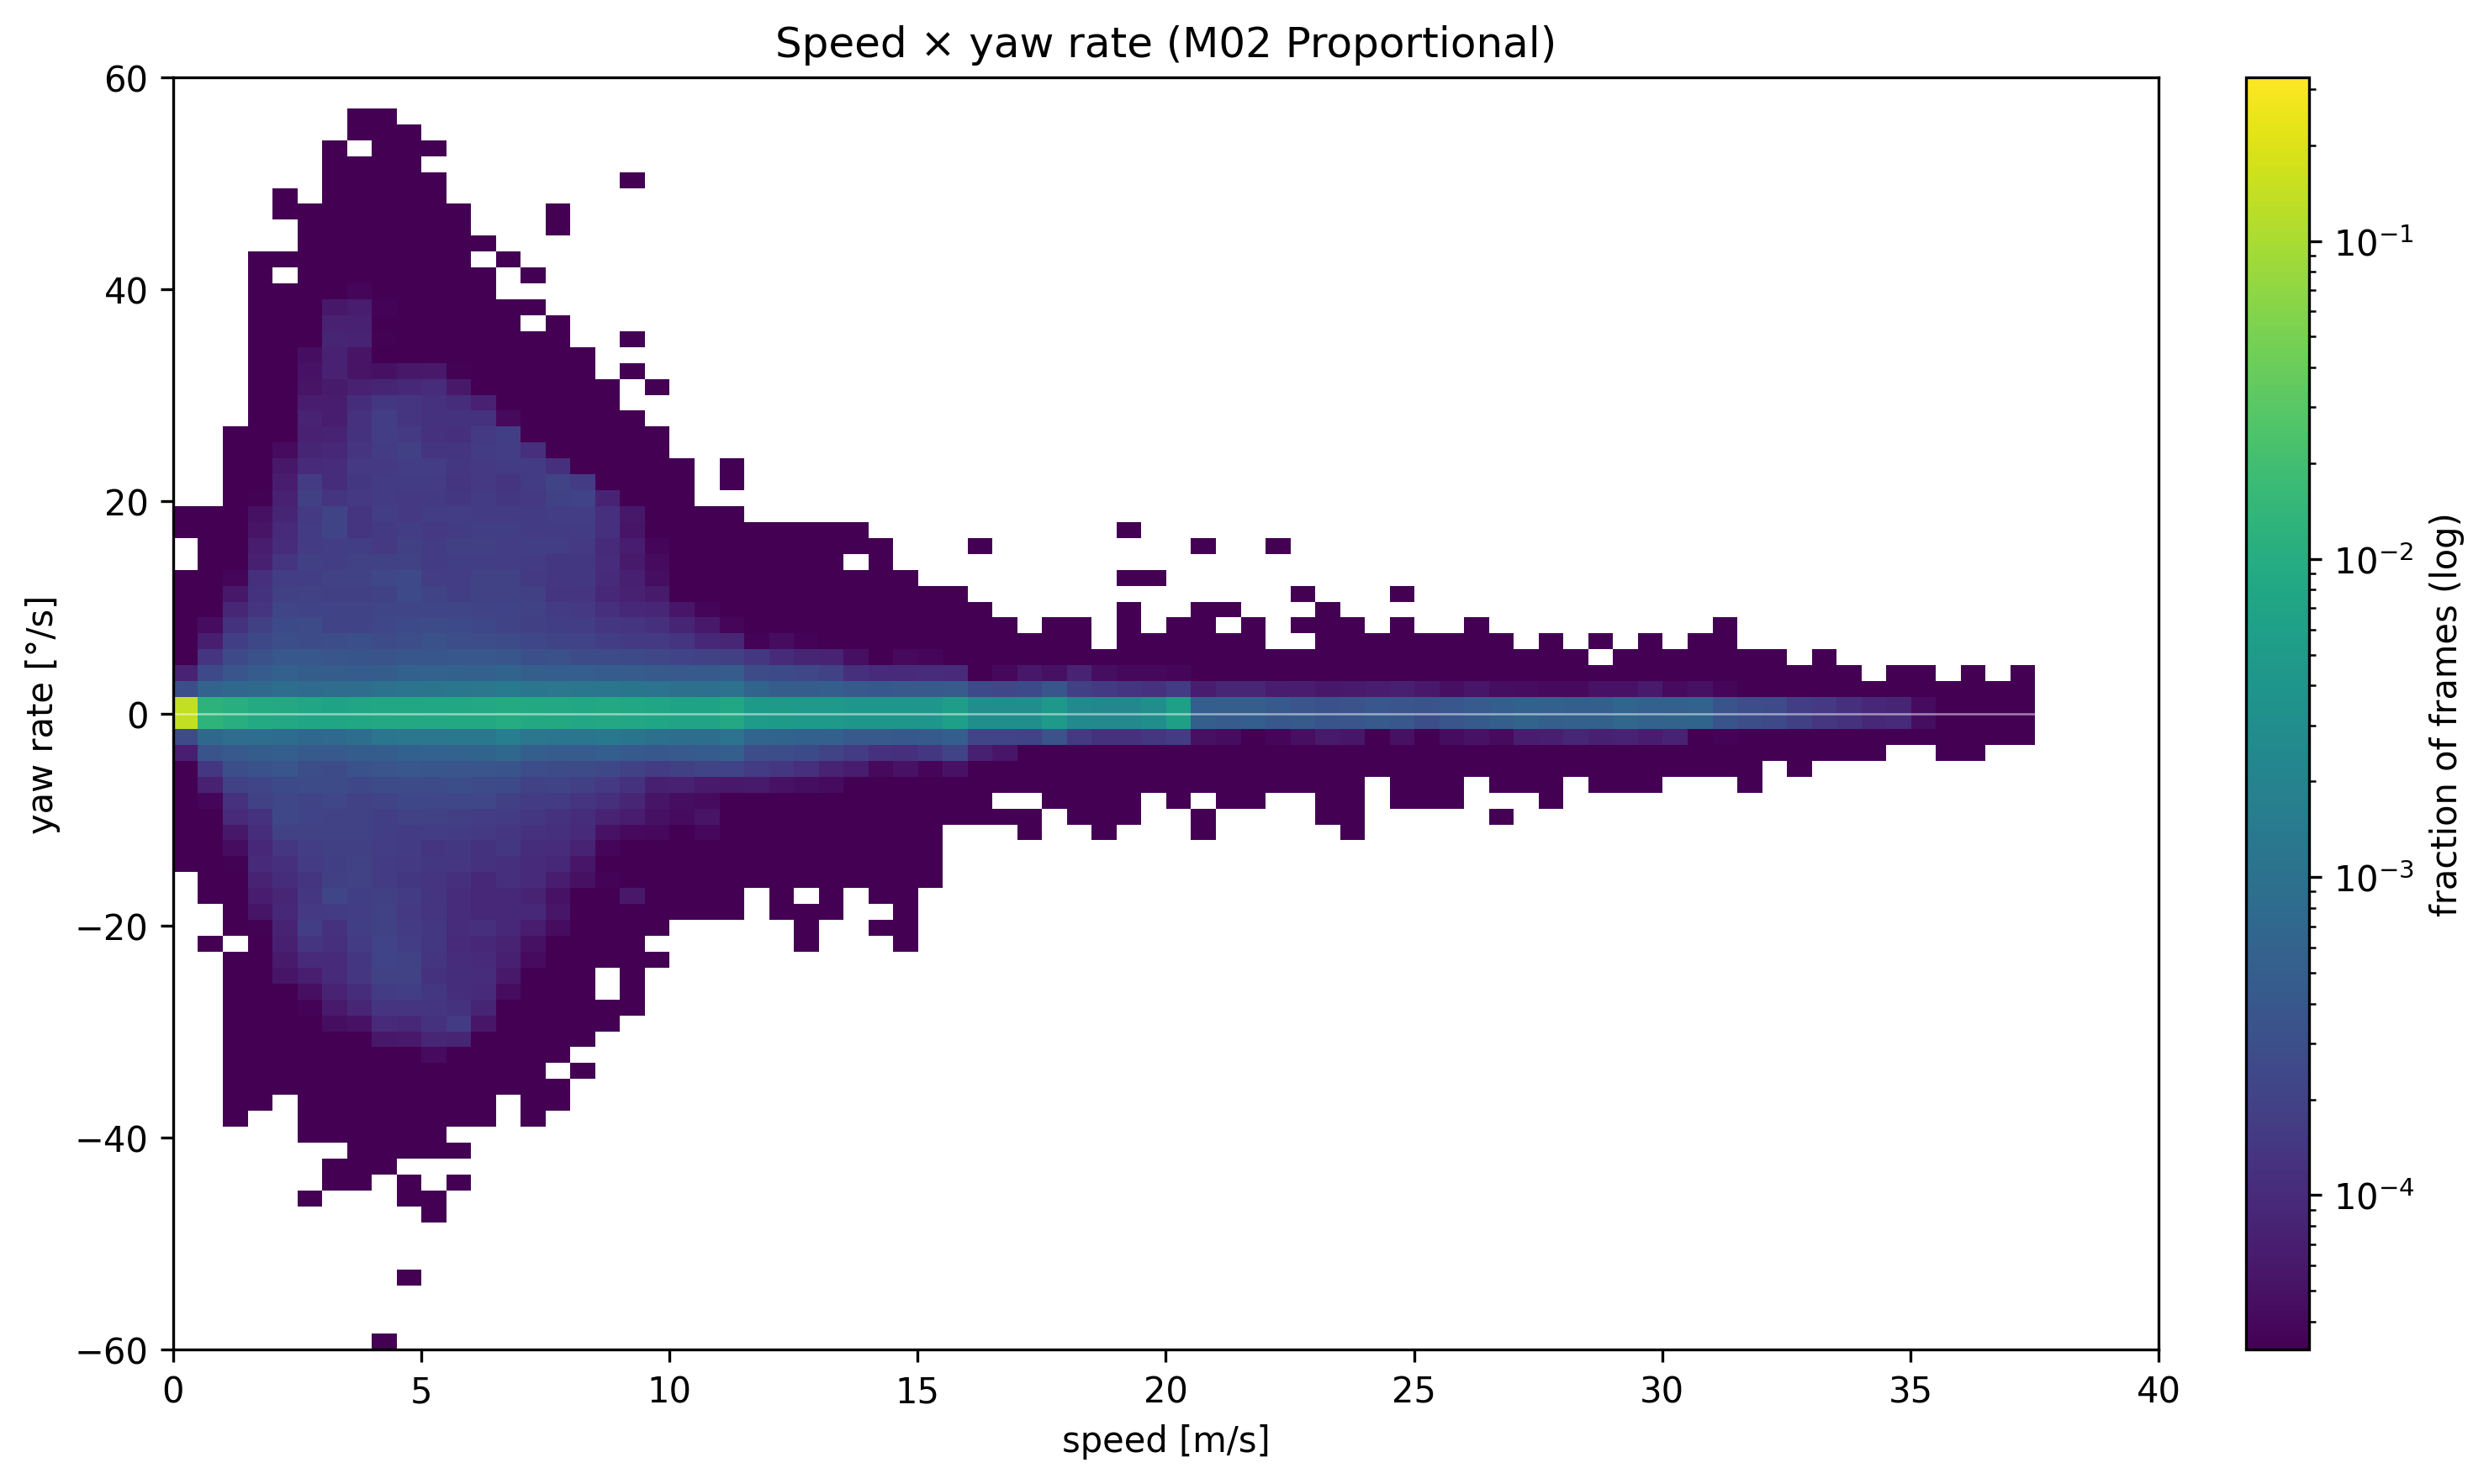 Speed × yaw rate (M02 Proportional)
60
40
20
0
−20
−40
−60
yaw rate [°/s]
0 5 10 15 20 25 30 35 40
speed [m/s]
10⁻¹
10⁻²
10⁻³
10⁻⁴
fraction of frames (log)